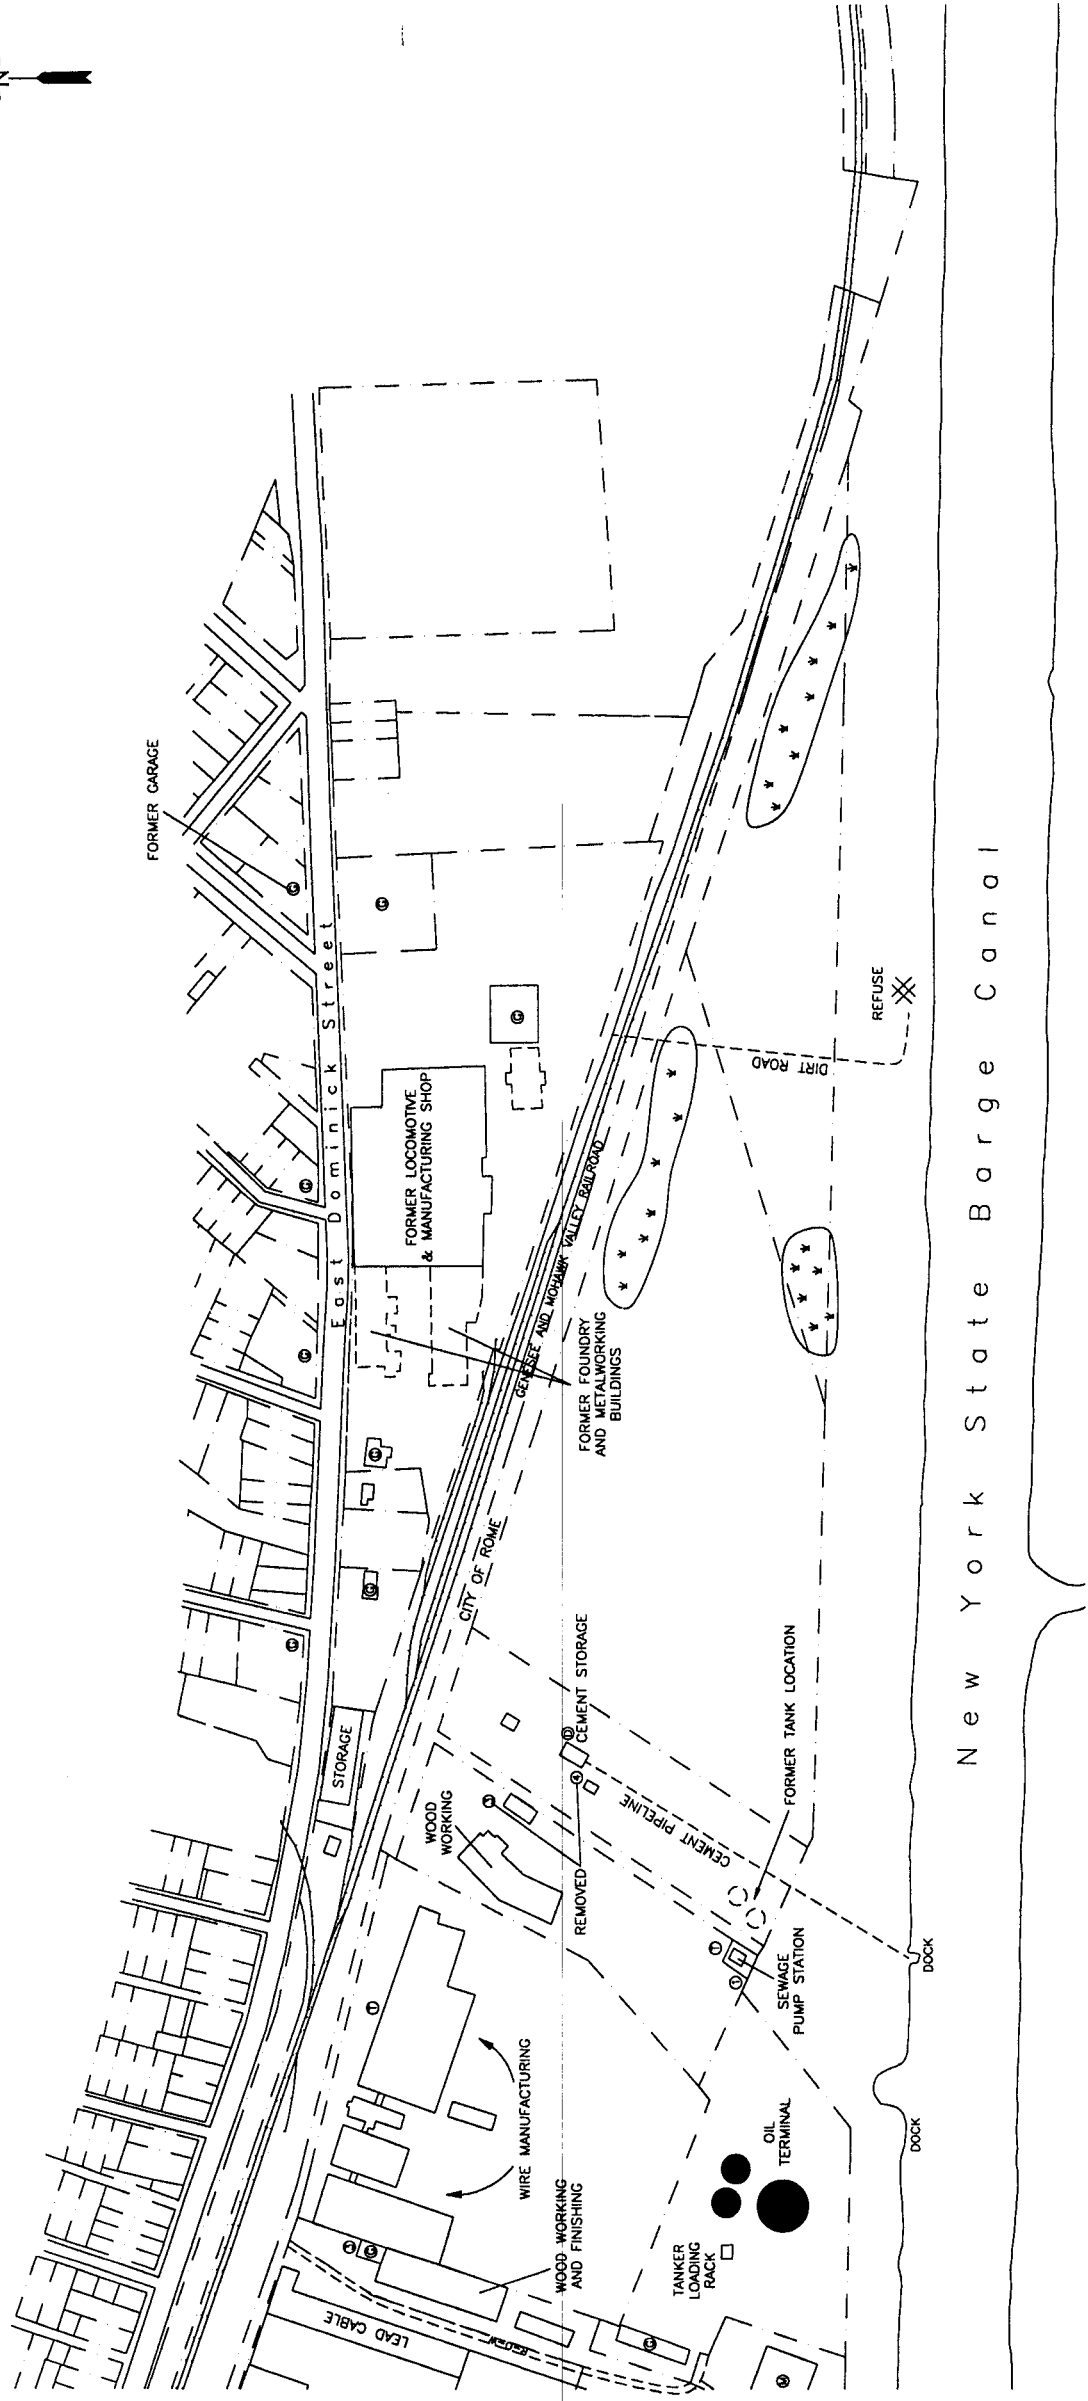 N
FORMER GARAGE
East Dominick Street
FORMER LOCOMOTIVE
& MANUFACTURING SHOP
GENESEE AND MOHAWK VALLEY RAILROAD
FORMER FOUNDRY
AND METALWORKING
BUILDINGS
REFUSE
DIRT ROAD
CITY OF ROME
STORAGE
CEMENT STORAGE
WOOD
WORKING
REMOVED
CEMENT PIPELINE
FORMER TANK LOCATION
SEWAGE
PUMP STATION
DOCK
DOCK
WIRE MANUFACTURING
WOOD WORKING
AND FINISHING
OIL
TERMINAL
TANKER
LOADING
RACK
LEAD CABLE
R-O-W
New York State Barge Canal
G
G
G
G
G
G
G
G
D
4
3
T
T
T
G
G